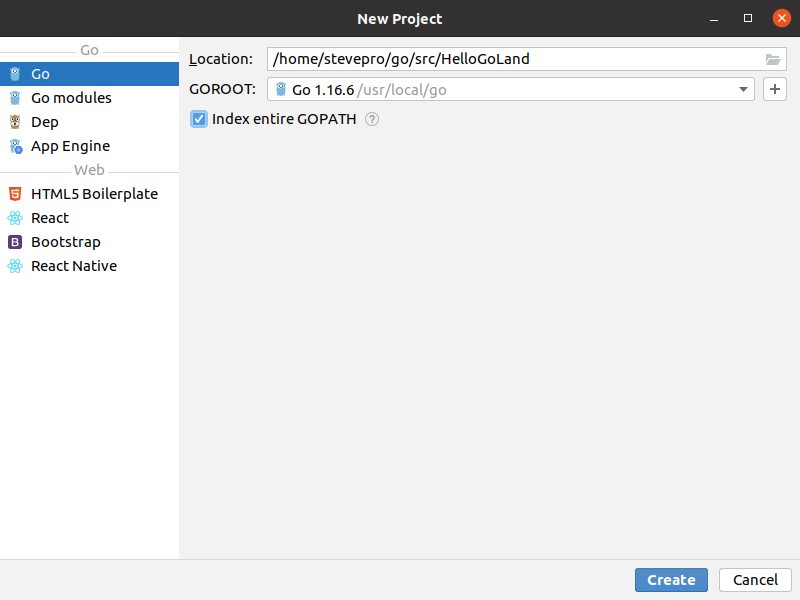 New Project
Go
Go
Go modules
Dep
App Engine
Web
HTML5 Boilerplate
React
Bootstrap
React Native
Location: /home/stevepro/go/src/HelloGoLand
GOROOT: Go 1.16.6 /usr/local/go
Index entire GOPATH ?
Create Cancel